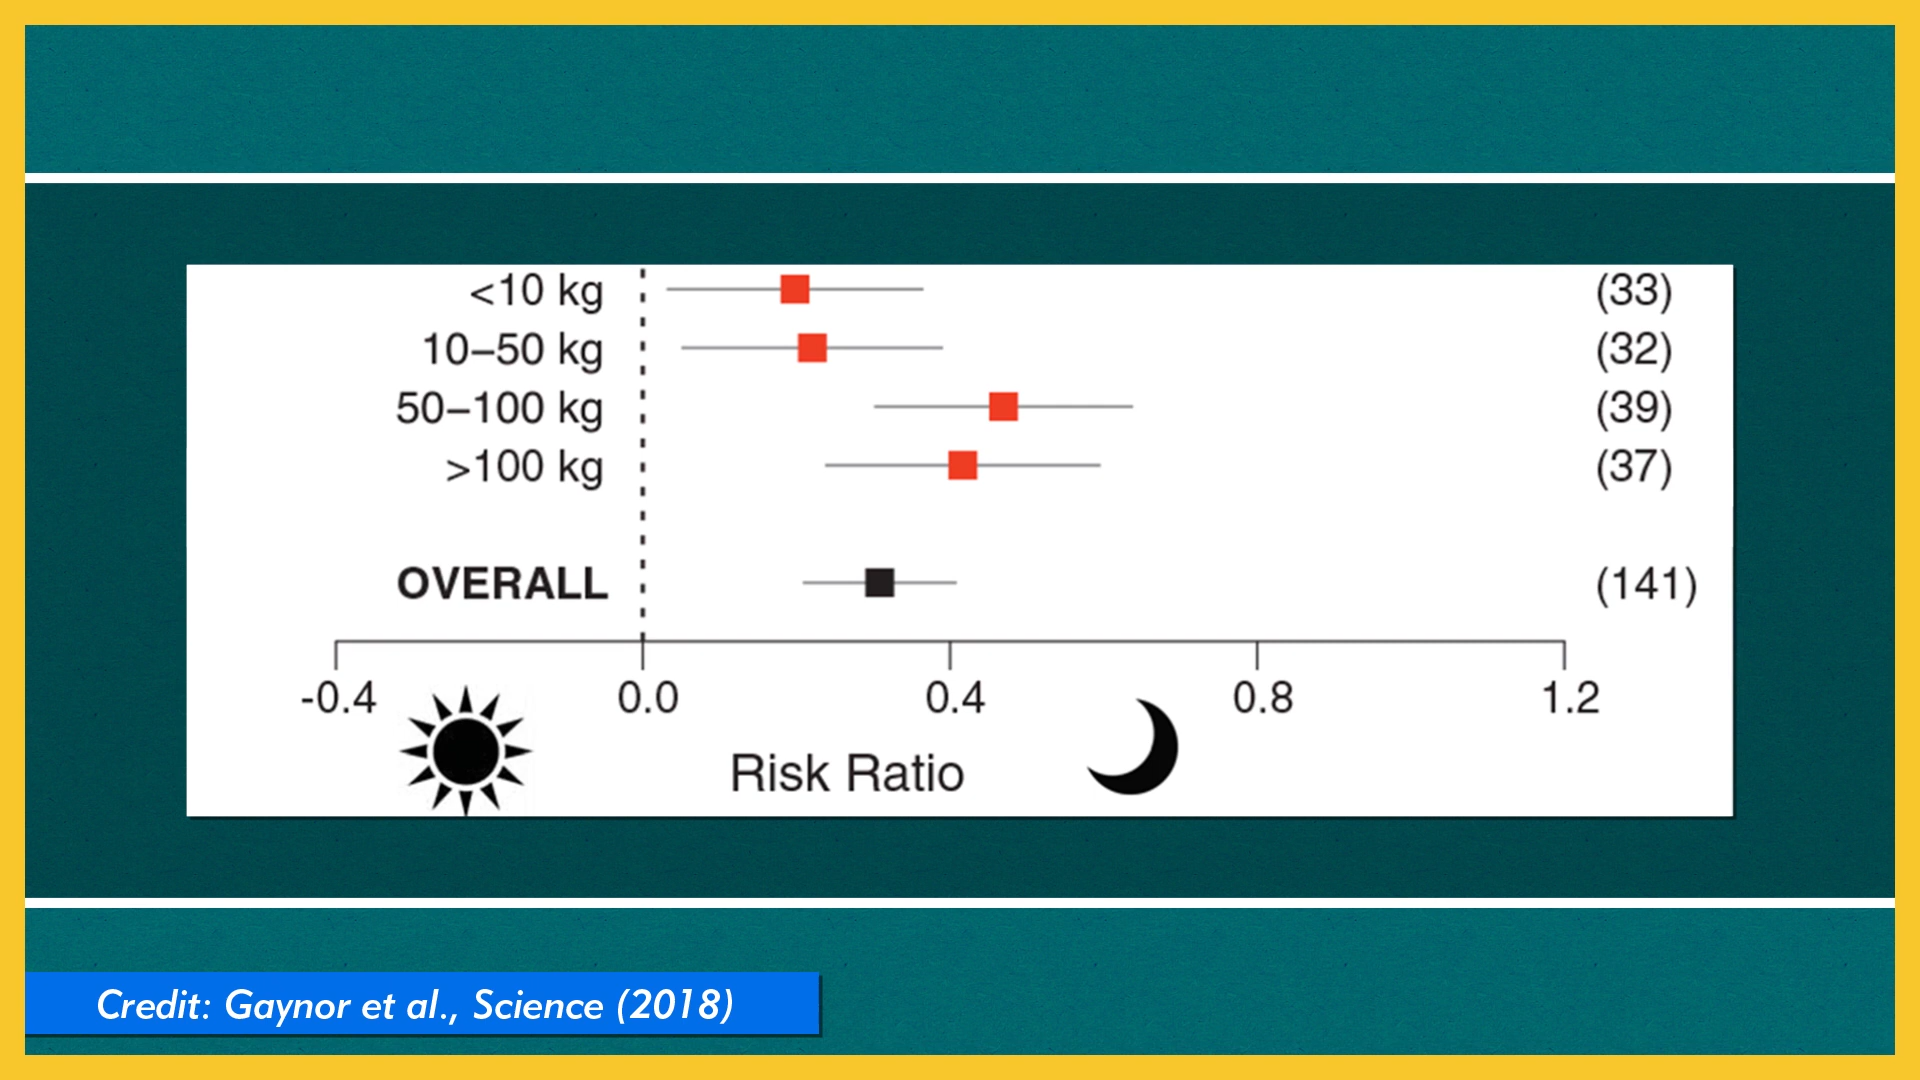 <10 kg (33)
10–50 kg (32)
50–100 kg (39)
>100 kg (37)
OVERALL (141)
-0.4 0.0 0.4 0.8 1.2
Risk Ratio
Credit: Gaynor et al., Science (2018)